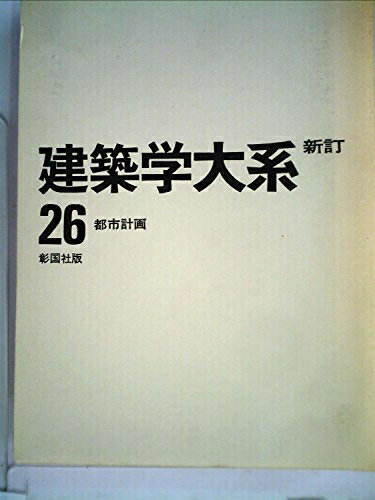 建築学大系 新訂
26 都市計画
彰国社版